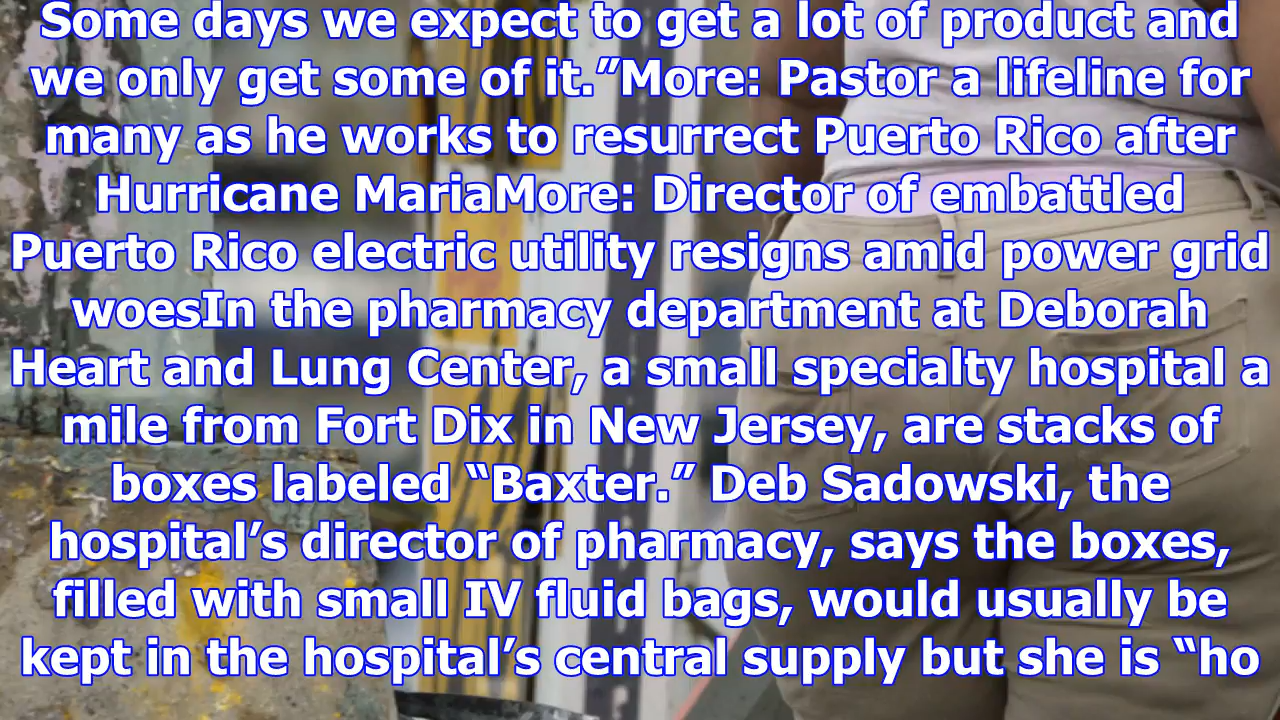 Some days we expect to get a lot of product and
we only get some of it.”More: Pastor a lifeline for
many as he works to resurrect Puerto Rico after
Hurricane MariaMore: Director of embattled
Puerto Rico electric utility resigns amid power grid
woesIn the pharmacy department at Deborah
Heart and Lung Center, a small specialty hospital a
mile from Fort Dix in New Jersey, are stacks of
boxes labeled “Baxter.” Deb Sadowski, the
hospital’s director of pharmacy, says the boxes,
filled with small IV fluid bags, would usually be
kept in the hospital’s central supply but she is “ho